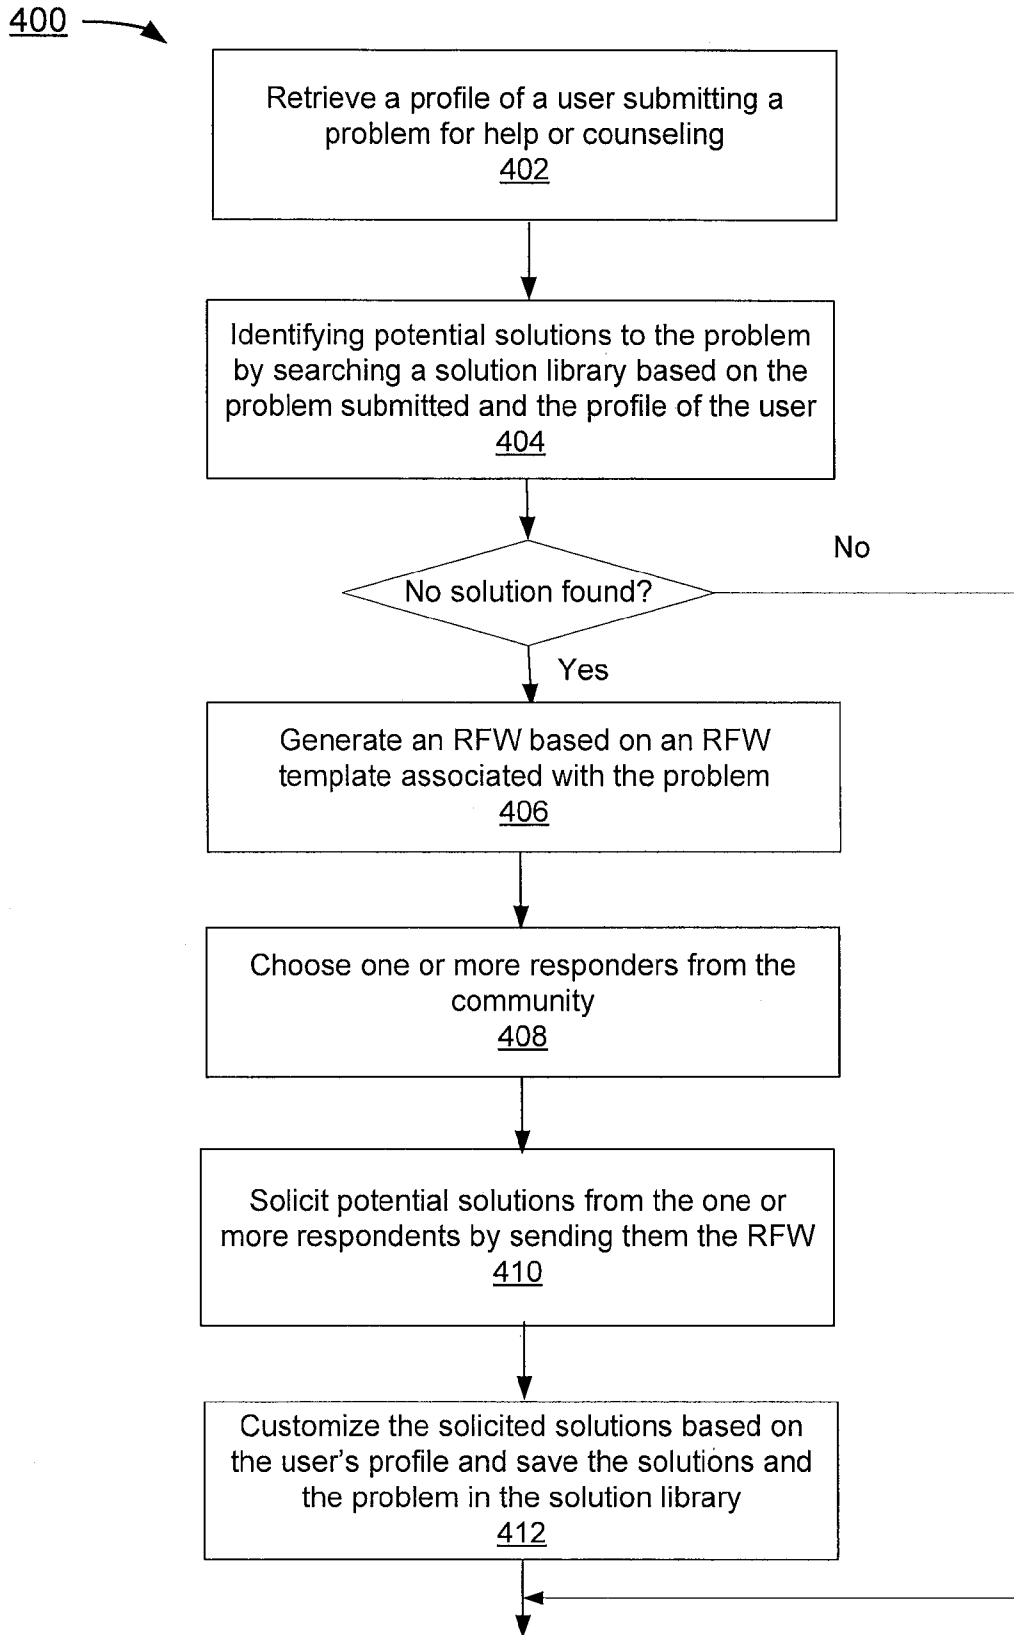 400
Retrieve a profile of a user submitting a
problem for help or counseling
402
Identifying potential solutions to the problem
by searching a solution library based on the
problem submitted and the profile of the user
404
No
No solution found?
Yes
Generate an RFW based on an RFW
template associated with the problem
406
Choose one or more responders from the
community
408
Solicit potential solutions from the one or
more respondents by sending them the RFW
410
Customize the solicited solutions based on
the user's profile and save the solutions and
the problem in the solution library
412